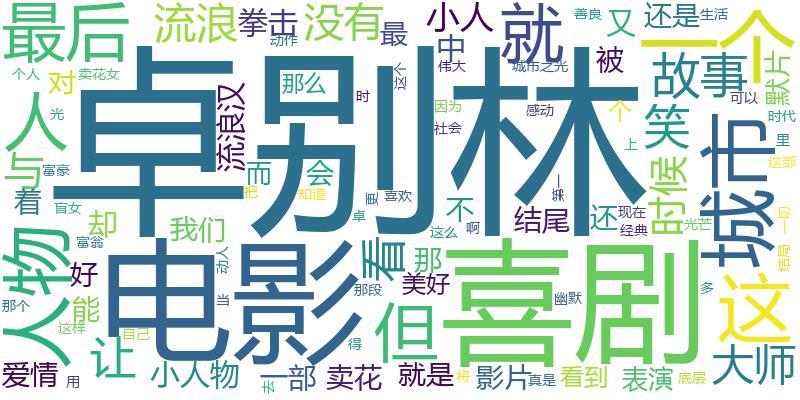 最后
流浪
拳击
没有
最
小人
就
善良
又
还是
生活
一个
动作
中
伟大
城市之光
被
故事
默片
个人
卖花女
对
那么
这个
时
因为
个
可以
人
光
流浪汉
卓别林
社会
感动
笑
上
时代
与
富豪
而
会
里
这部
看
盲女
把
知道
更
喜欢
第一
时候
城市
却
我们
卓
不
啊
结尾
还
现在
经典
光芒
一切
富翁
这么
人物
好
动人
电影
看
那
喜剧
结局
那个
能
当
那段
美好
幽默
多
这
这样
自己
得
但
让
爱情
用
小人物
去
一部
卖花
就是
将
影片
真是
看到
表演
底层
大师